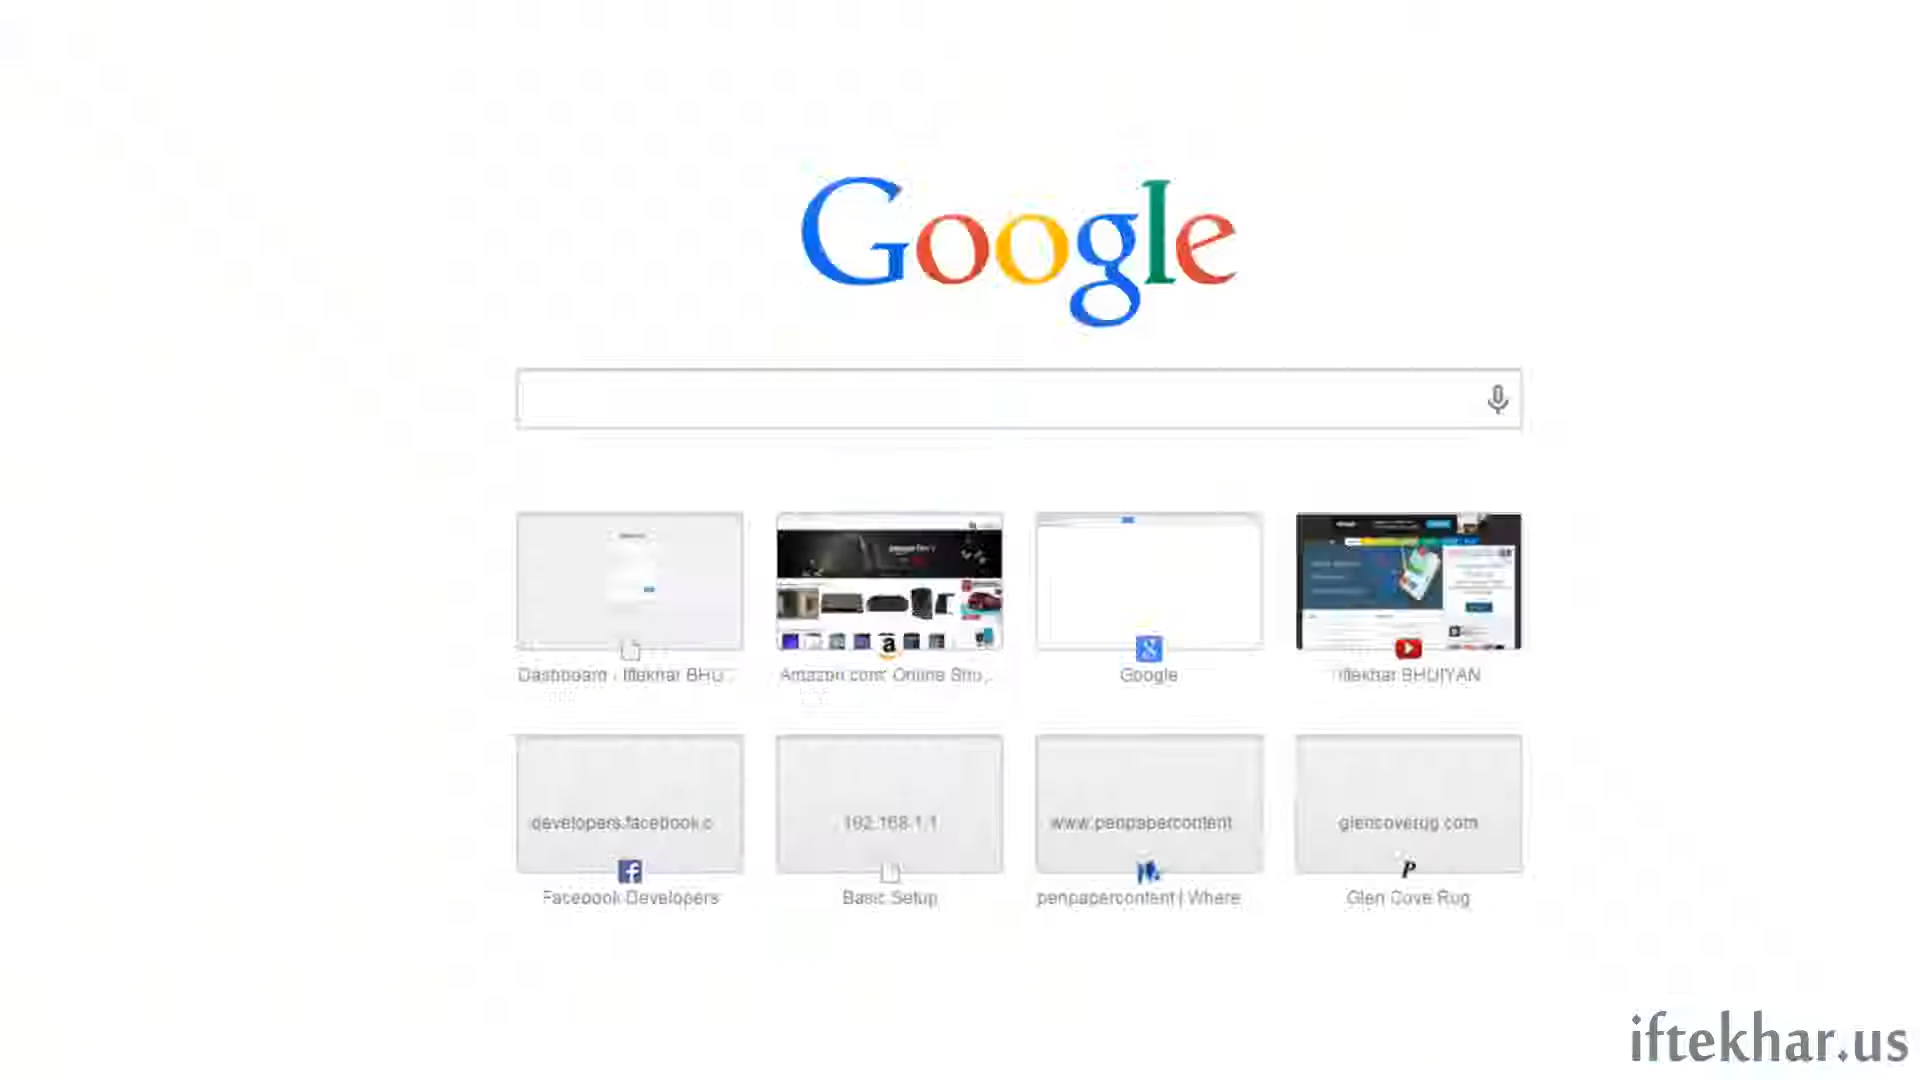 Google
Dashboard - Iftekhar BHU...
Amazon.com: Online Sho...
Google
Iftekhar BHUIYAN
developers.facebook.c
192.168.1.1
www.penpapercontent
glencoverug.com
Facebook Developers
Basic Setup
penpapercontent | Where
Glen Cove Rug
iftekhar.us